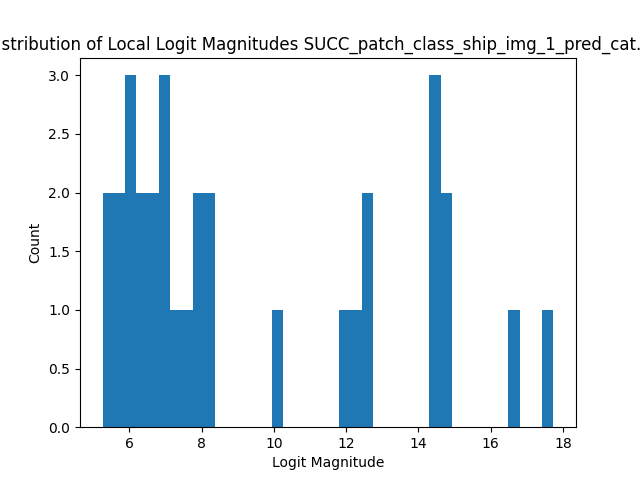 stribution of Local Logit Magnitudes SUCC_patch_class_ship_img_1_pred_cat.
3.0
2.5
2.0
1.5
1.0
0.5
0.0
Count
6 8 10 12 14 16 18
Logit Magnitude